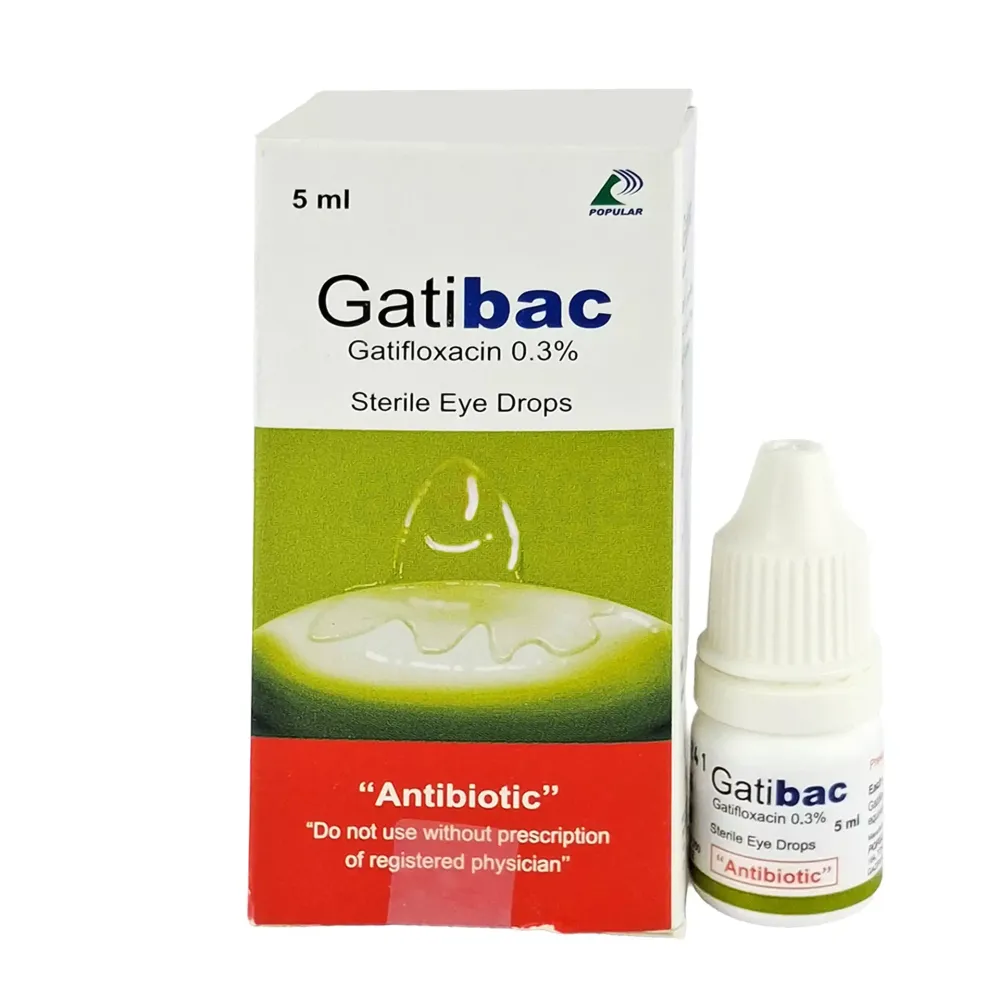 5 ml
POPULAR
Gatibac
Gatifloxacin 0.3%
Sterile Eye Drops
“Antibiotic”
“Do not use without prescription
of registered physician”
Gatibac
Gatifloxacin 0.3%
5 ml
Sterile Eye Drops
“Antibiotic”